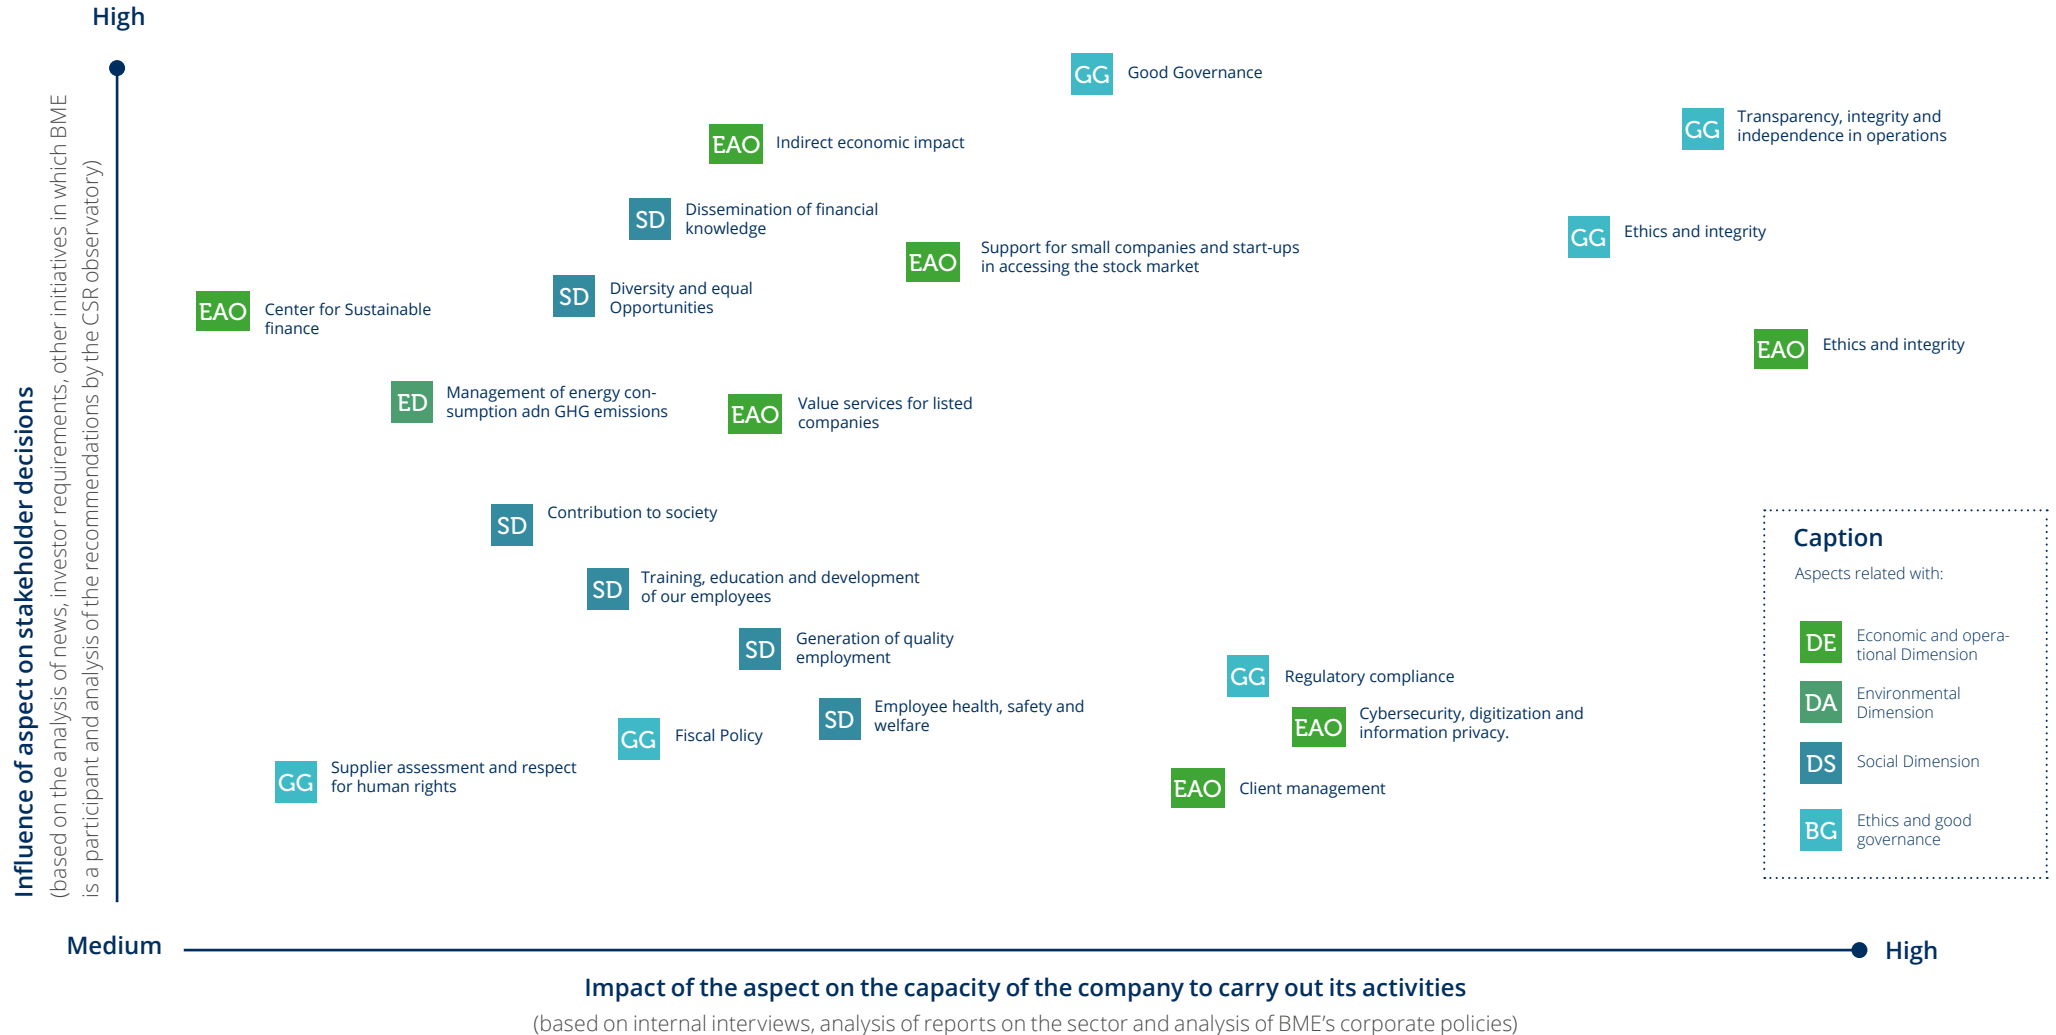 High
Influence of aspect on stakeholder decisions
(based on the analysis of news, investor requirements, other initiatives in which BME
is a participant and analysis of the recommendations by the CSR observatory)
GG
Good Governance
GG
Transparency, integrity and
independence in operations
EAO
Indirect economic impact
SD
Dissemination of financial
knowledge
GG
Ethics and integrity
EAO
Support for small companies and start-ups
in accessing the stock market
SD
Diversity and equal
Opportunities
EAO
Center for Sustainable
finance
EAO
Ethics and integrity
ED
Management of energy con-
sumption adn GHG emissions
EAO
Value services for listed
companies
SD
Contribution to society
SD
Training, education and development
of our employees
SD
Generation of quality
employment
GG
Regulatory compliance
SD
Employee health, safety and
welfare
EAO
Cybersecurity, digitization and
information privacy.
GG
Fiscal Policy
GG
Supplier assessment and respect
for human rights
EAO
Client management
Caption
Aspects related with:
DE
Economic and opera-
tional Dimension
DA
Environmental
Dimension
DS
Social Dimension
BG
Ethics and good
governance
Medium
High
Impact of the aspect on the capacity of the company to carry out its activities
(based on internal interviews, analysis of reports on the sector and analysis of BME's corporate policies)